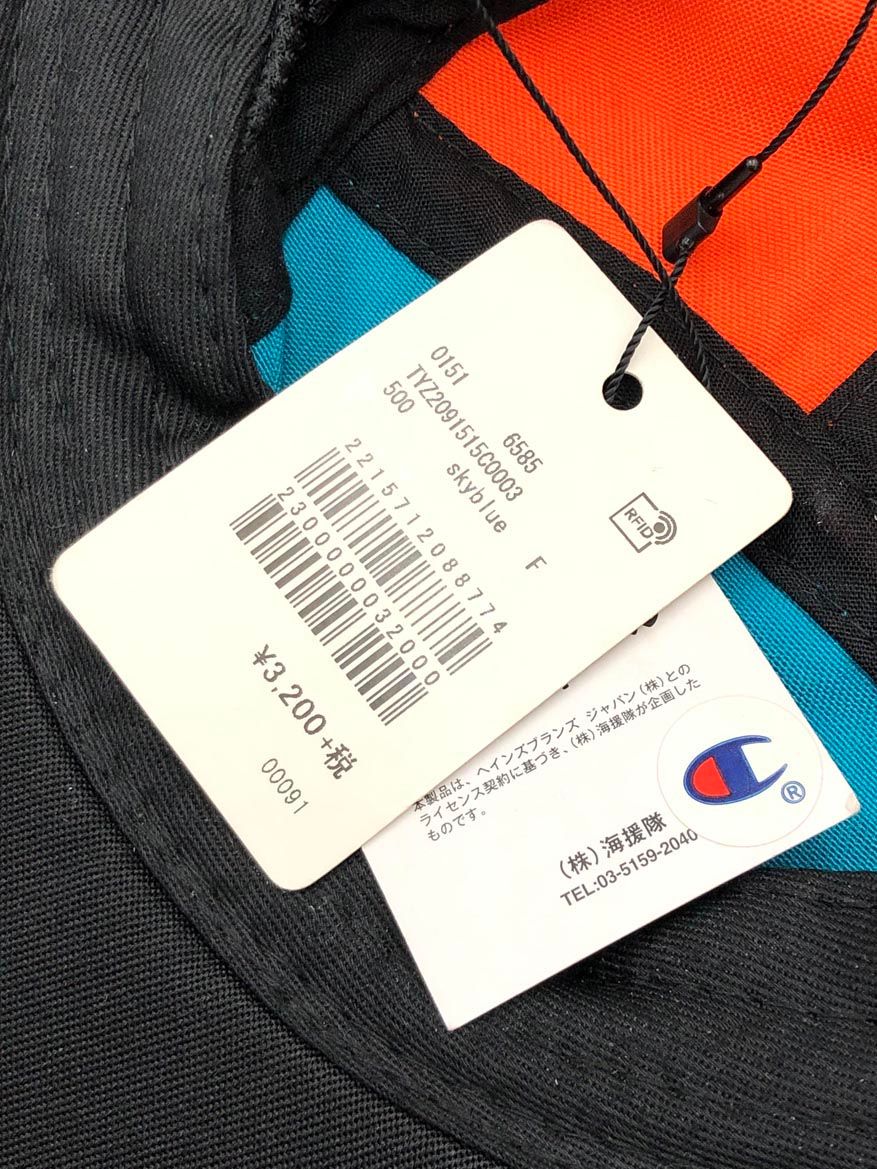 0151 6585
TYZ2091515C0003
500 skyblue F
RFID
2215712088774
2300000032000
¥3,200+税
00091
本製品は、ヘインズブランズ ジャパン(株)との
ライセンス契約に基づき、(株)海援隊が企画した
ものです。
(株)海援隊
TEL:03-5159-2040
®